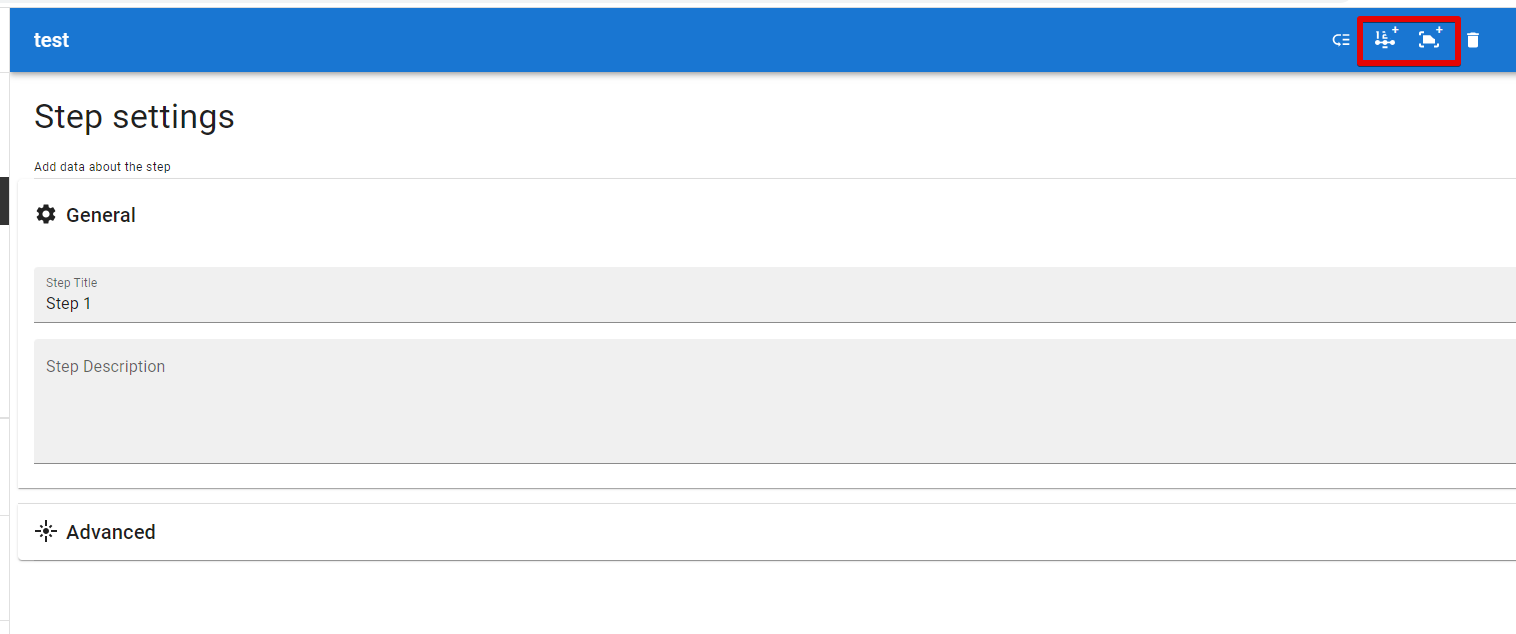 test
Step settings
Add data about the step
General
Step Title
Step 1
Step Description
Advanced